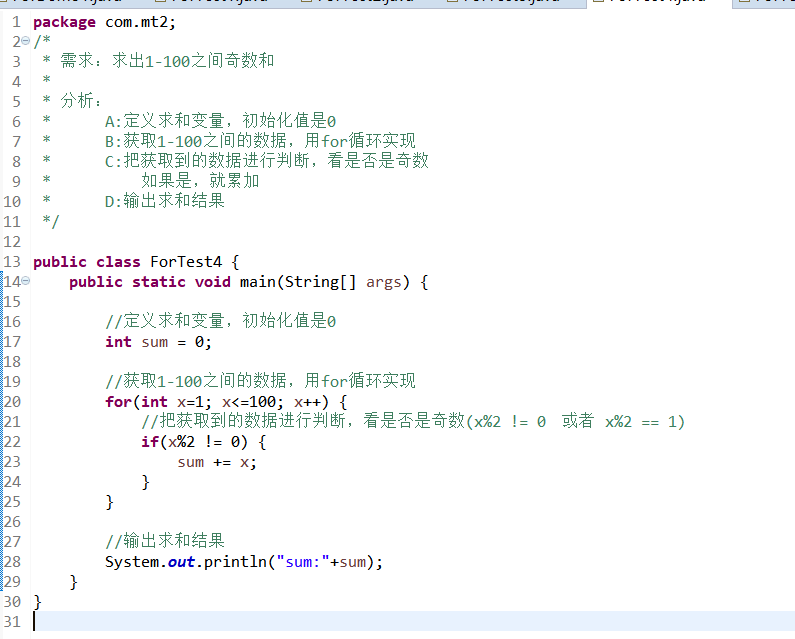 1 package com.mt2;
2 /*
3  * 需求：求出1-100之间奇数和
4  *
5  * 分析：
6  *      A:定义求和变量，初始化值是0
7  *      B:获取1-100之间的数据，用for循环实现
8  *      C:把获取到的数据进行判断，看是否是奇数
9  *          如果是，就累加
10  *      D:输出求和结果
11  */
12
13 public class ForTest4 {
14     public static void main(String[] args) {
15
16         //定义求和变量，初始化值是0
17         int sum = 0;
18
19         //获取1-100之间的数据，用for循环实现
20         for(int x=1; x<=100; x++) {
21             //把获取到的数据进行判断，看是否是奇数(x%2 != 0  或者 x%2 == 1)
22             if(x%2 != 0) {
23                 sum += x;
24             }
25         }
26
27         //输出求和结果
28         System.out.println("sum:"+sum);
29     }
30 }
31